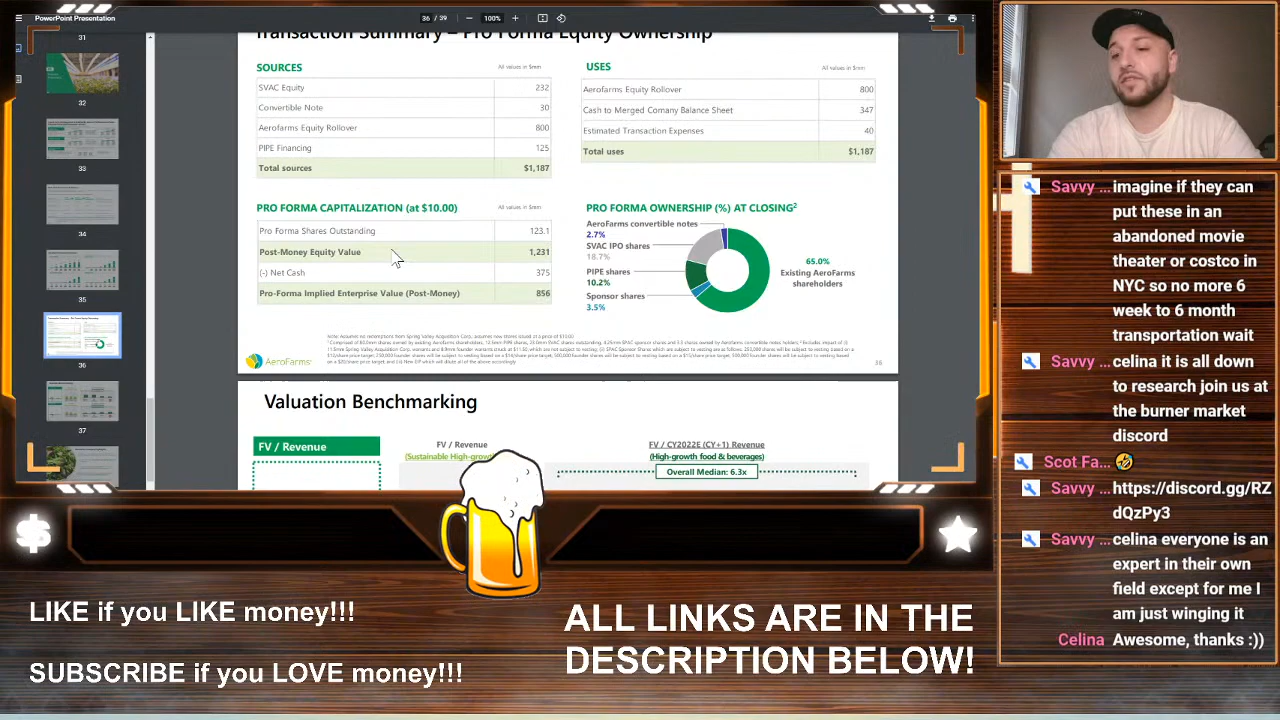 PowerPoint Presentation
36 / 39
100%
31
32
33
34
35
36
37
Transaction Summary – Pro Forma Equity Ownership
SOURCES
All values in $mm
SVAC Equity 232
Convertible Note 30
Aerofarms Equity Rollover 800
PIPE Financing 125
Total sources $1,187
USES
All values in $mm
Aerofarms Equity Rollover 800
Cash to Merged Comany Balance Sheet 347
Estimated Transaction Expenses 40
Total uses $1,187
PRO FORMA CAPITALIZATION (at $10.00)
All values in $mm
Pro Forma Shares Outstanding 123.1
Post-Money Equity Value 1,231
(-) Net Cash 375
Pro-Forma Implied Enterprise Value (Post-Money) 856
PRO FORMA OWNERSHIP (%) AT CLOSING2
AeroFarms convertible notes
2.7%
SVAC IPO shares
18.7%
PIPE shares
10.2%
Sponsor shares
3.5%
65.0%
Existing AeroFarms
shareholders
AeroFarms
Valuation Benchmarking
FV / Revenue
FV / Revenue
FV / CY2022E (CY+1) Revenue
(High-growth food & beverages)
Overall Median: 6.3x
Savvy ... imagine if they can
put these in an
abandoned movie
theater or costco in
NYC so no more 6
week to 6 month
transportation wait
Savvy ... celina it is all down
to research join us at
the burner market
discord
Scot Fa... 🤣
Savvy ... https://discord.gg/RZ
dQzPy3
Savvy ... celina everyone is an
expert in their own
field except for me I
am just winging it
Celina Awesome, thanks :))
$
LIKE if you LIKE money!!!
SUBSCRIBE if you LOVE money!!!
ALL LINKS ARE IN THE
DESCRIPTION BELOW!